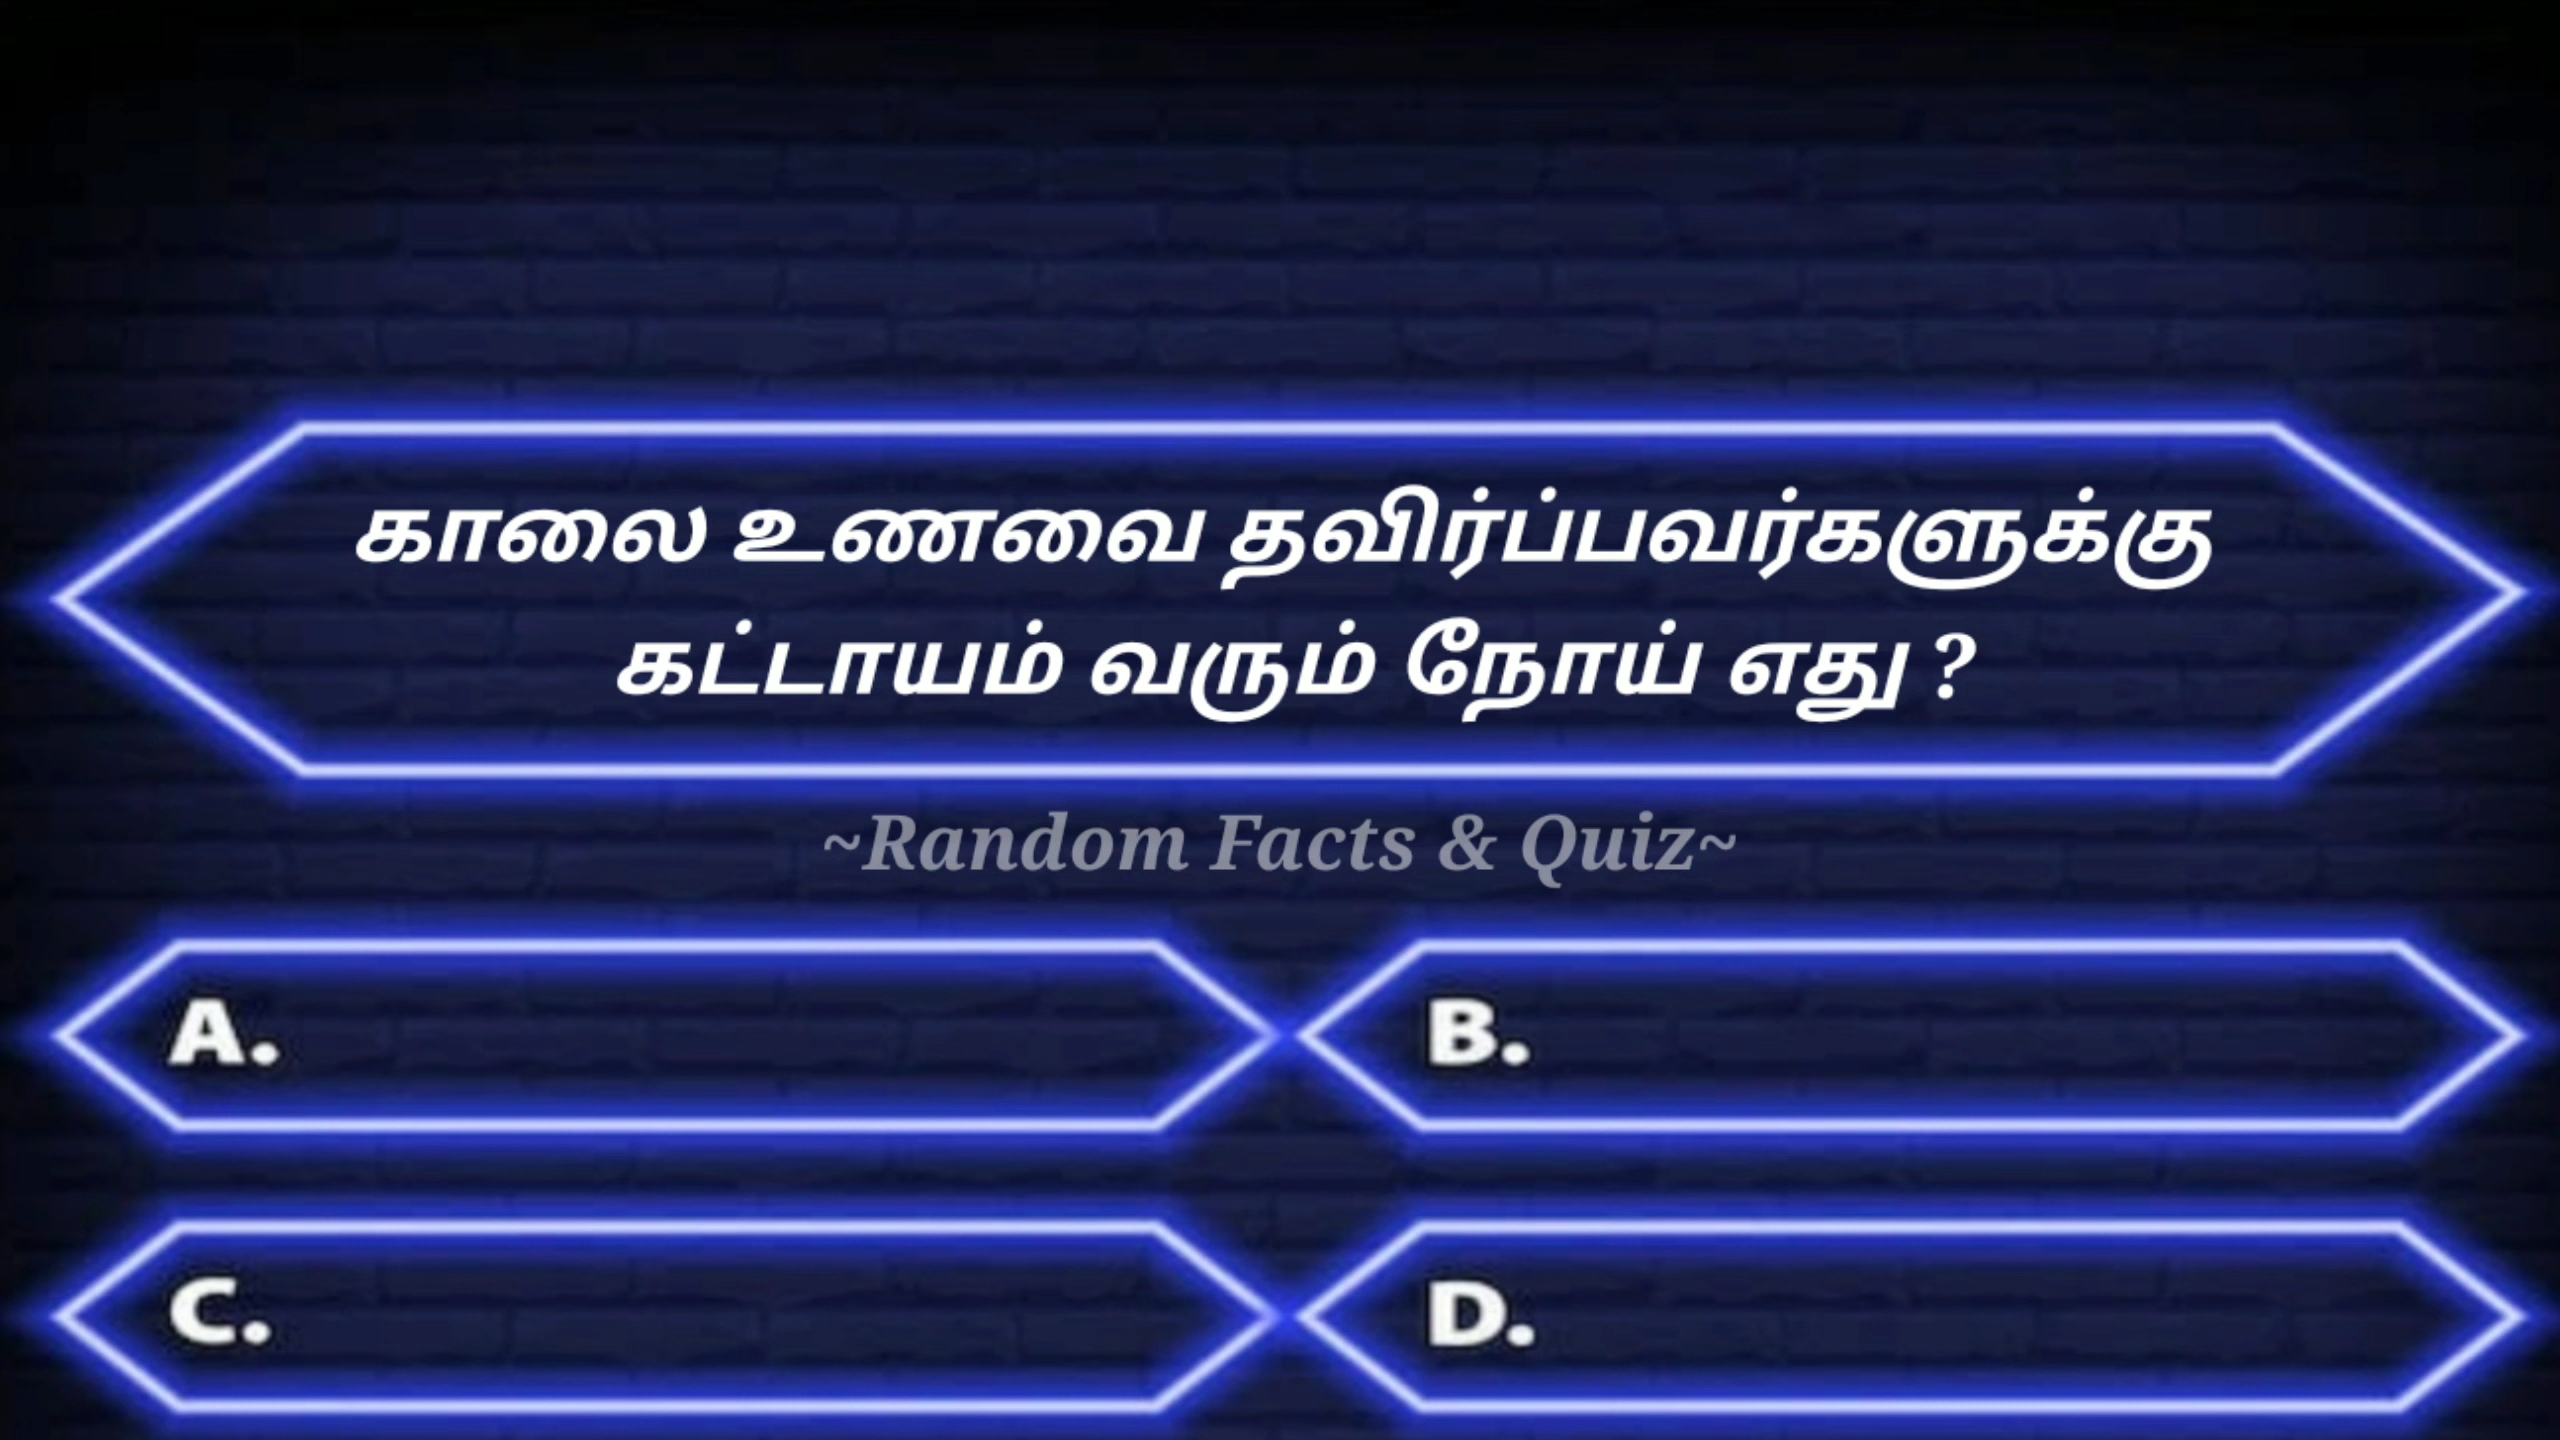 காலை உணவை தவிர்ப்பவர்களுக்கு
கட்டாயம் வரும் நோய் எது ?
~Random Facts & Quiz~
A.
B.
C.
D.